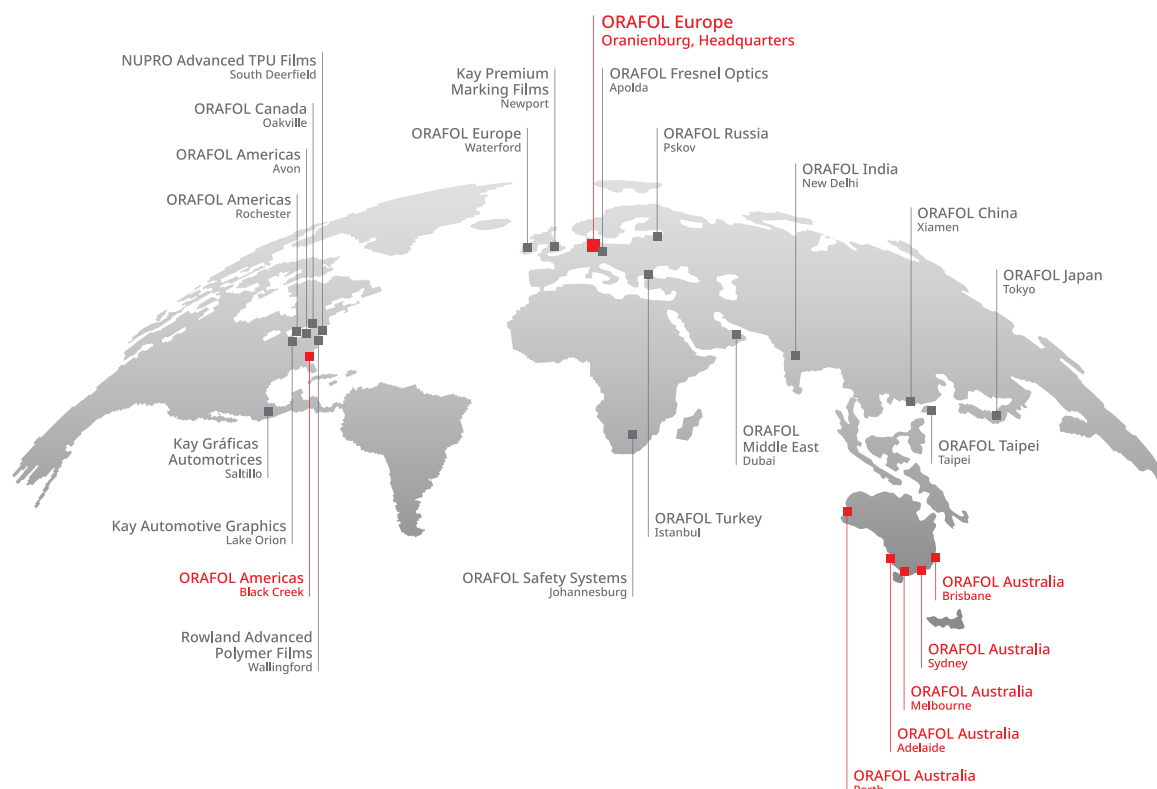 ORAFOL Europe
Oranienburg, Headquarters
NUPRO Advanced TPU Films
South Deerfield
Kay Premium
Marking Films
Newport
ORAFOL Fresnel Optics
Apolda
ORAFOL Canada
Oakville
ORAFOL Europe
Waterford
ORAFOL Russia
Pskov
ORAFOL Americas
Avon
ORAFOL India
New Delhi
ORAFOL Americas
Rochester
ORAFOL China
Xiamen
ORAFOL Japan
Tokyo
Kay Gráficas
Automotrices
Saltillo
ORAFOL
Middle East
Dubai
ORAFOL Taipei
Taipei
Kay Automotive Graphics
Lake Orion
ORAFOL Turkey
Istanbul
ORAFOL Americas
Black Creek
ORAFOL Safety Systems
Johannesburg
ORAFOL Australia
Brisbane
Rowland Advanced
Polymer Films
Wallingford
ORAFOL Australia
Sydney
ORAFOL Australia
Melbourne
ORAFOL Australia
Adelaide
ORAFOL Australia
Perth